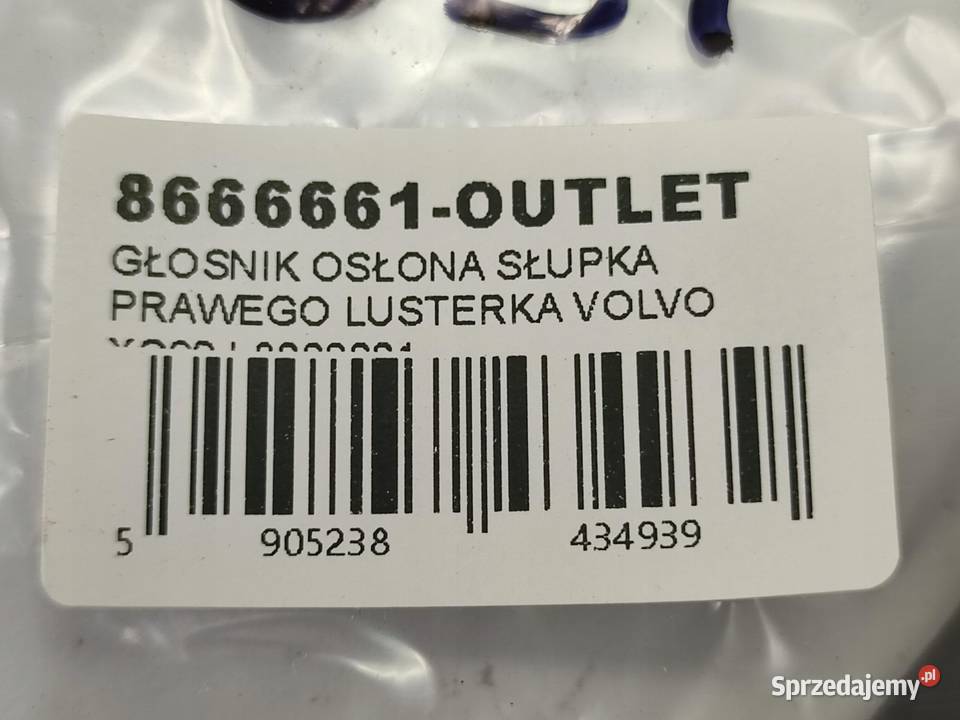 8666661-OUTLET
GŁOSNIK OSŁONA SŁUPKA
PRAWEGO LUSTERKA VOLVO
5 905238 434939
Sprzedajemy.pl